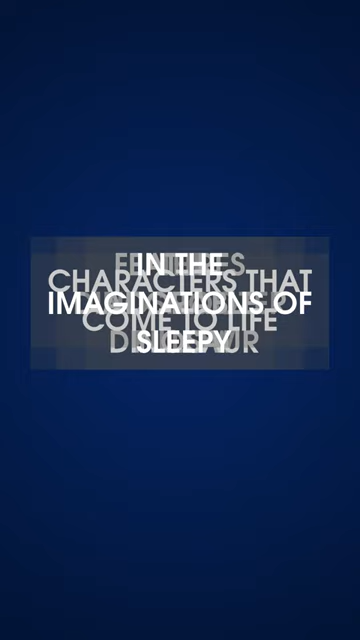 IN THE
CHARACTERS THAT
IMAGINATIONS OF
COME TO LIFE
SLEEPY